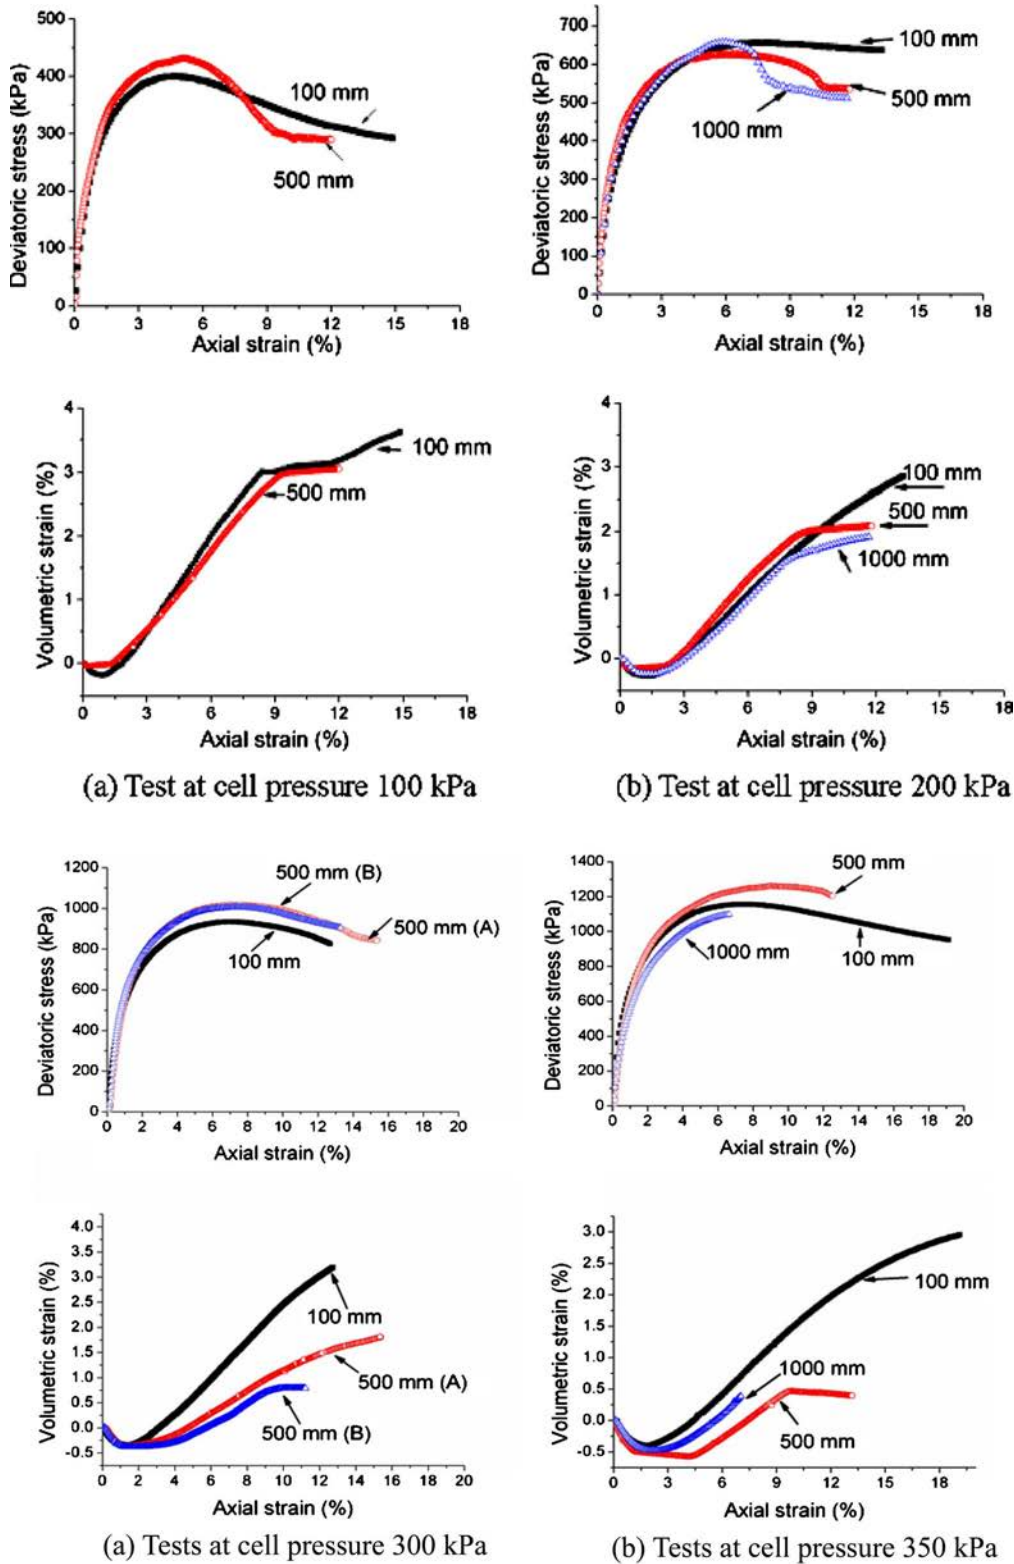 500
400
300
400
200
100
0
Deviatoric stress (kPa)
100 mm
500 mm
0 3 6 9 12 15 18
Axial strain (%)
700
600
500
400
300
400
200
100
0
Deviatoric stress (kPa)
100 mm
500 mm
1000 mm
0 3 6 9 12 15 18
Axial strain (%)
4
3
2
1
0
Volumetric strain (%)
100 mm
500 mm
0 3 6 9 12 15 18
Axial strain (%)
(a) Test at cell pressure 100 kPa
4
3
2
1
0
Volumetric strain (%)
100 mm
500 mm
1000 mm
0 3 6 9 12 15 18
Axial strain (%)
(b) Test at cell pressure 200 kPa
1200
1000
800
600
400
200
0
Deviatoric stress (kPa)
500 mm (B)
500 mm (A)
100 mm
0 2 4 6 8 10 12 14 16 18 20
Axial strain (%)
1400
1200
1000
800
600
400
200
0
Deviatoric stress (kPa)
500 mm
1000 mm
100 mm
0 2 4 6 8 10 12 14 16 18 20
Axial strain (%)
4.0
3.5
3.0
2.5
2.0
1.5
1.0
0.5
0.0
-0.5
Volumetric strain (%)
100 mm
500 mm (A)
500 mm (B)
0 2 4 6 8 10 12 14 16
Axial strain (%)
(a) Tests at cell pressure 300 kPa
3.0
2.5
2.0
1.5
1.0
0.5
0.0
-0.5
Volumetric strain (%)
100 mm
1000 mm
500 mm
0 3 6 9 12 15 18
Axial strain (%)
(b) Tests at cell pressure 350 kPa